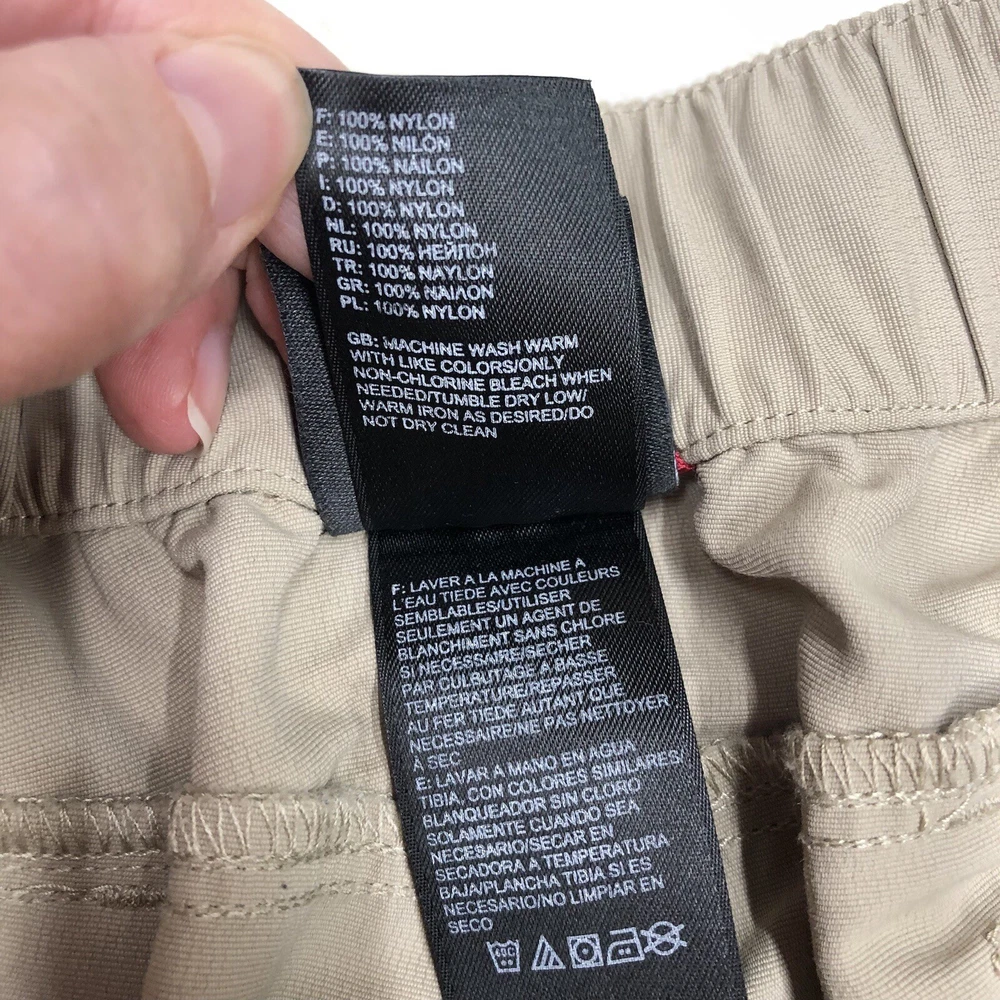 F: 100% NYLON
E: 100% NILÓN
P: 100% NÁILON
I: 100% NYLON
D: 100% NYLON
NL: 100% NYLON
RU: 100% НЕЙЛОН
TR: 100% NAYLON
GR: 100% ΝΑΙΛΟΝ
PL: 100% NYLON
GB: MACHINE WASH WARM
WITH LIKE COLORS/ONLY
NON-CHLORINE BLEACH WHEN
NEEDED/TUMBLE DRY LOW/
WARM IRON AS DESIRED/DO
NOT DRY CLEAN
F: LAVER A LA MACHINE À
L'EAU TIEDE AVEC COULEURS
SEMBLABLES/UTILISER
SEULEMENT UN AGENT DE
BLANCHIMENT SANS CHLORE
SI NECESSAIRE/SECHER
PAR CULBUTAGE A BASSE
TEMPERATURE/REPASSER
AU FER TIEDE AUTANT QUE
NECESSAIRE/NE PAS NETTOYER
À SEC
E: LAVAR A MANO EN AGUA
TIBIA, CON COLORES SIMILARES/
BLANQUEADOR SIN CLORO
SOLAMENTE CUANDO SEA
NECESARIO/SECAR EN
SECADORA A TEMPERATURA
BAJA/PLANCHA TIBIA SI ES
NECESARIO/NO LIMPIAR EN
SECO
40C